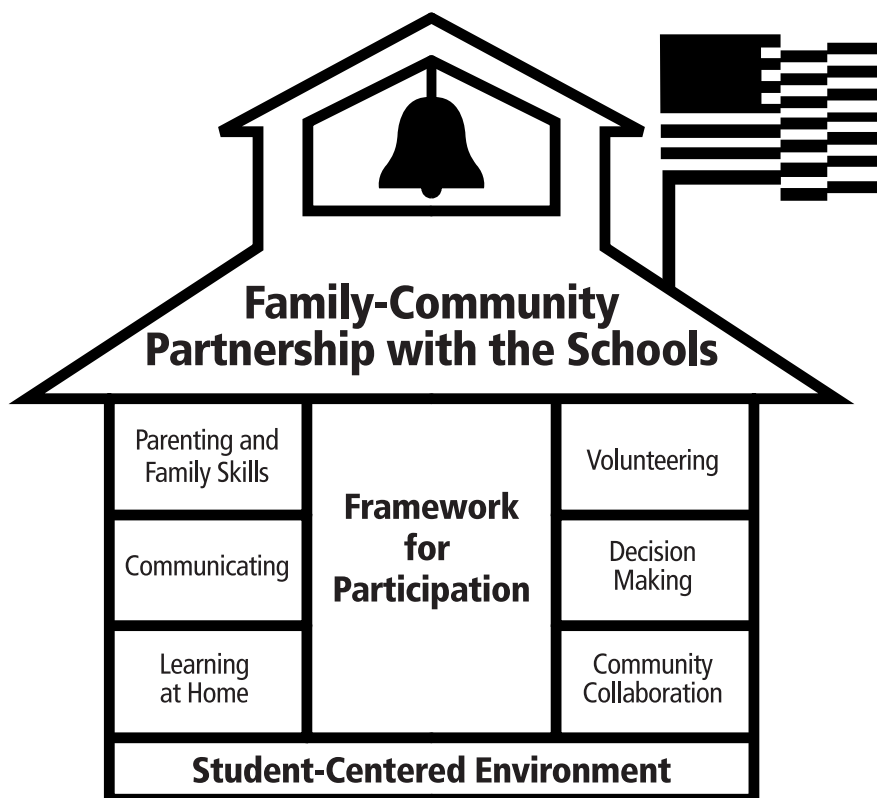 Family-Community
Partnership with the Schools
Parenting and
Family Skills
Communicating
Learning
at Home
Framework
for
Participation
Volunteering
Decision
Making
Community
Collaboration
Student-Centered Environment